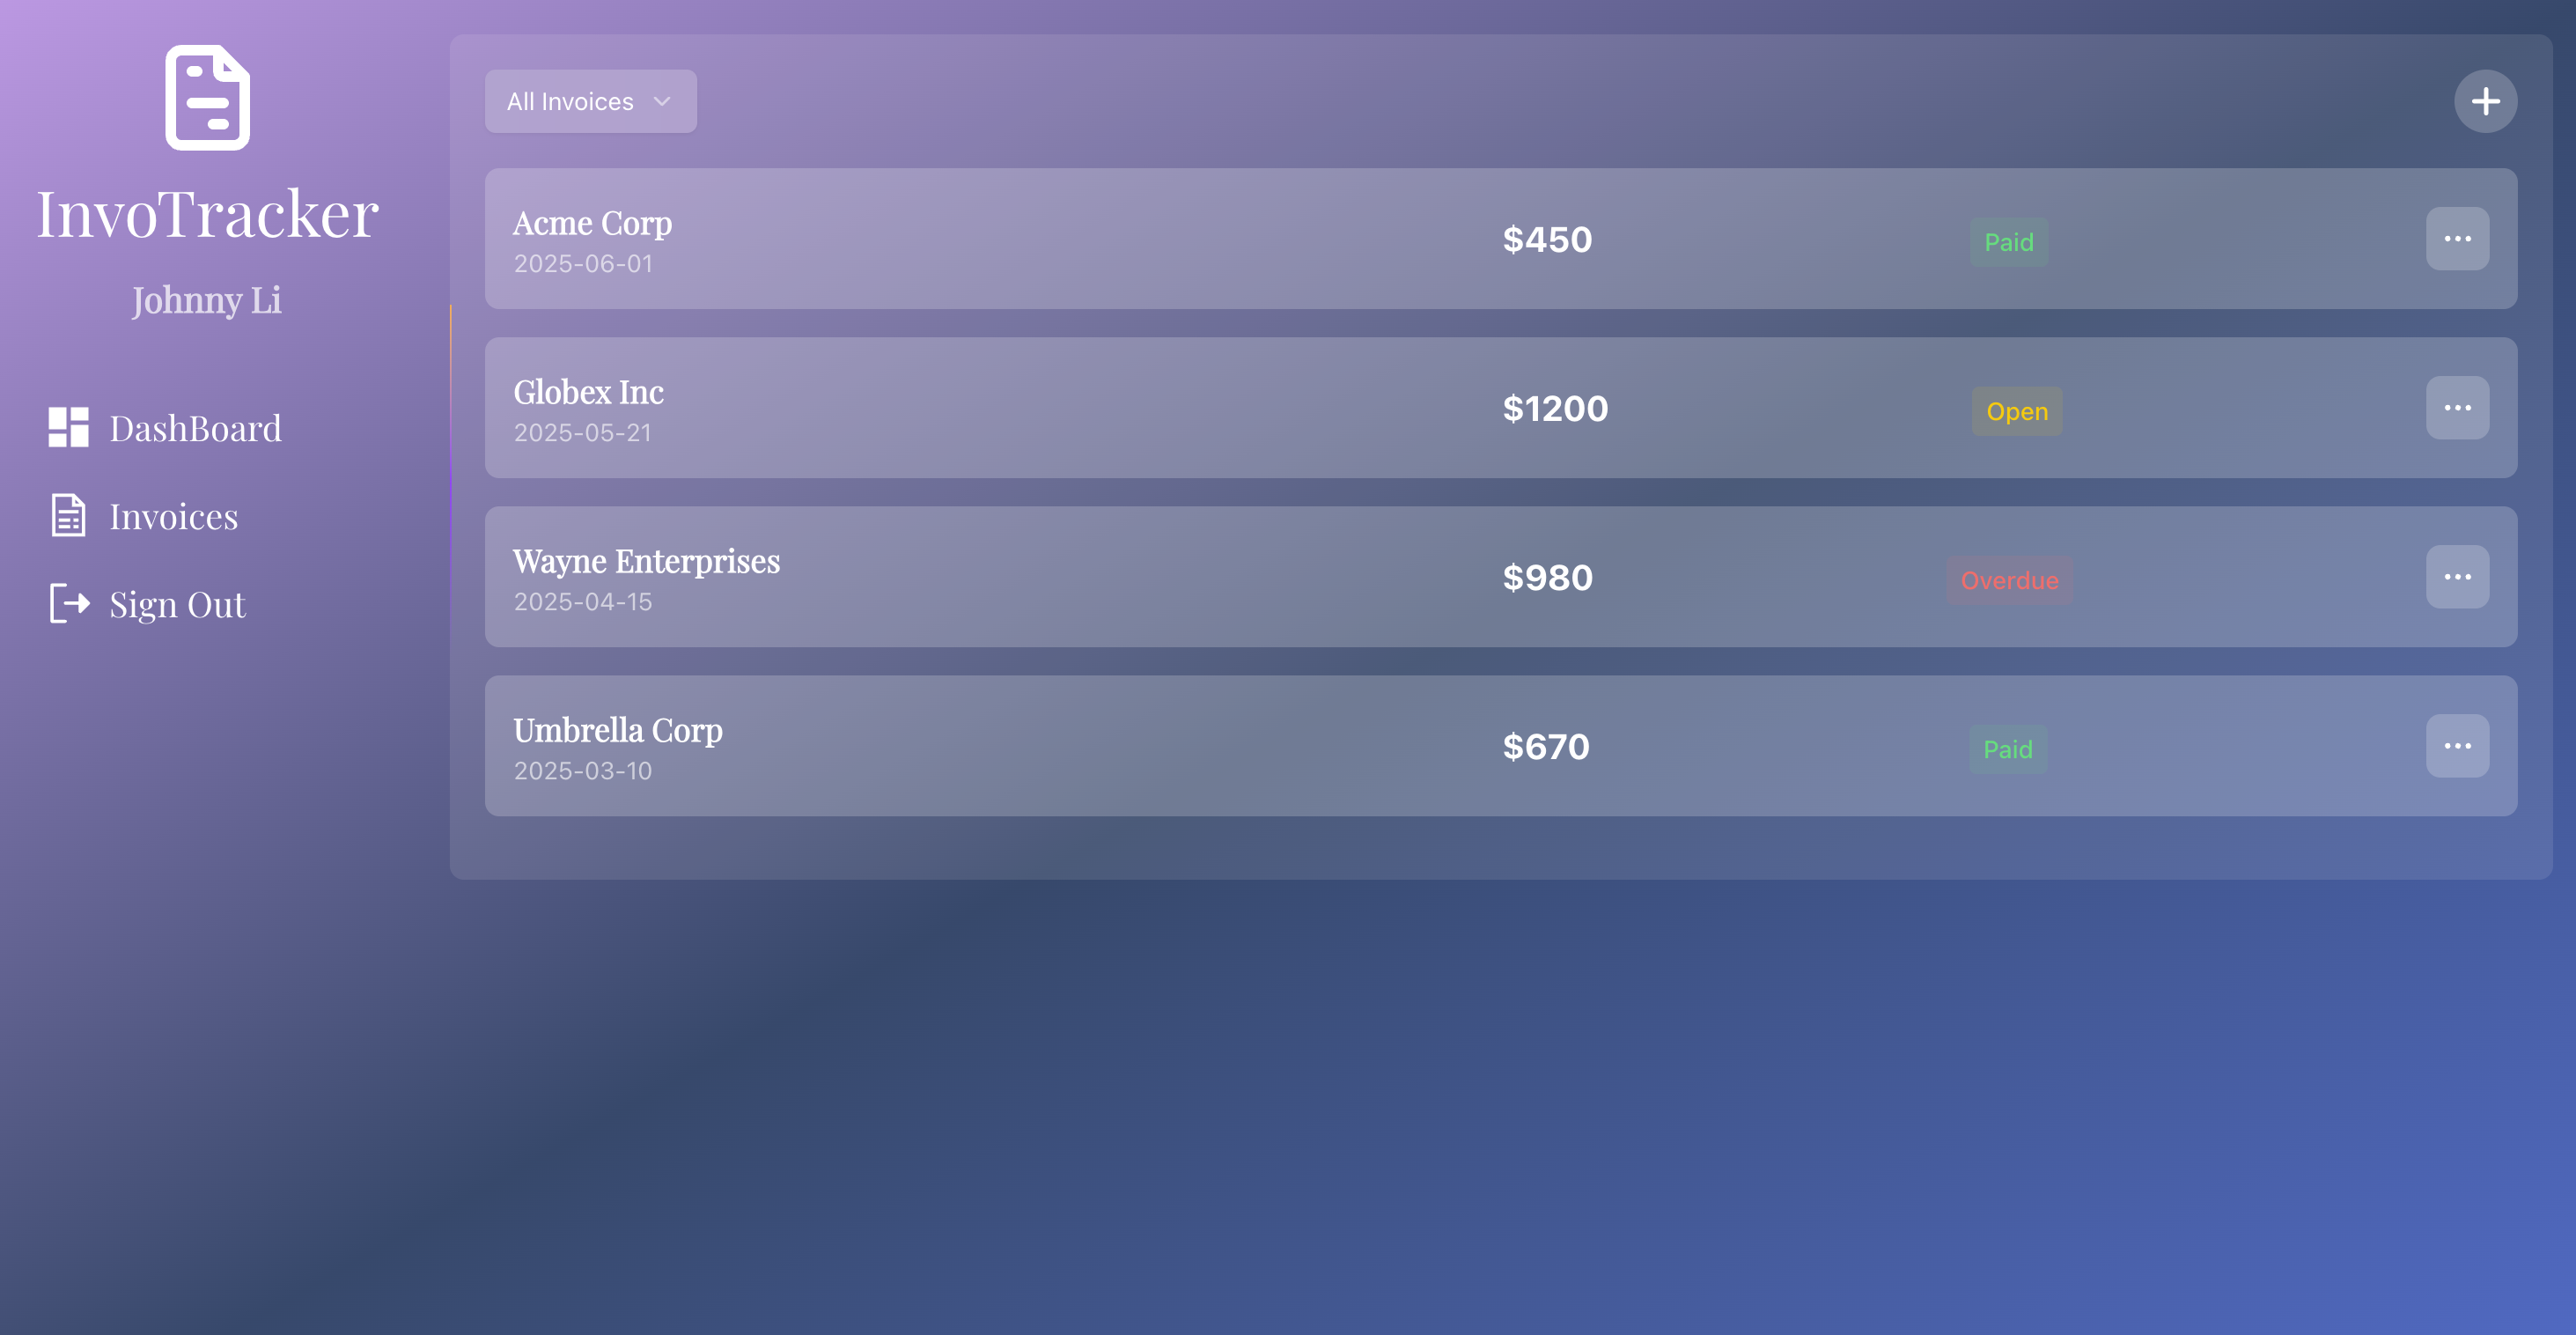 InvoTracker
Johnny Li
DashBoard
Invoices
Sign Out
All Invoices
Acme Corp
2025-06-01
$450
Paid
Globex Inc
2025-05-21
$1200
Open
Wayne Enterprises
2025-04-15
$980
Overdue
Umbrella Corp
2025-03-10
$670
Paid